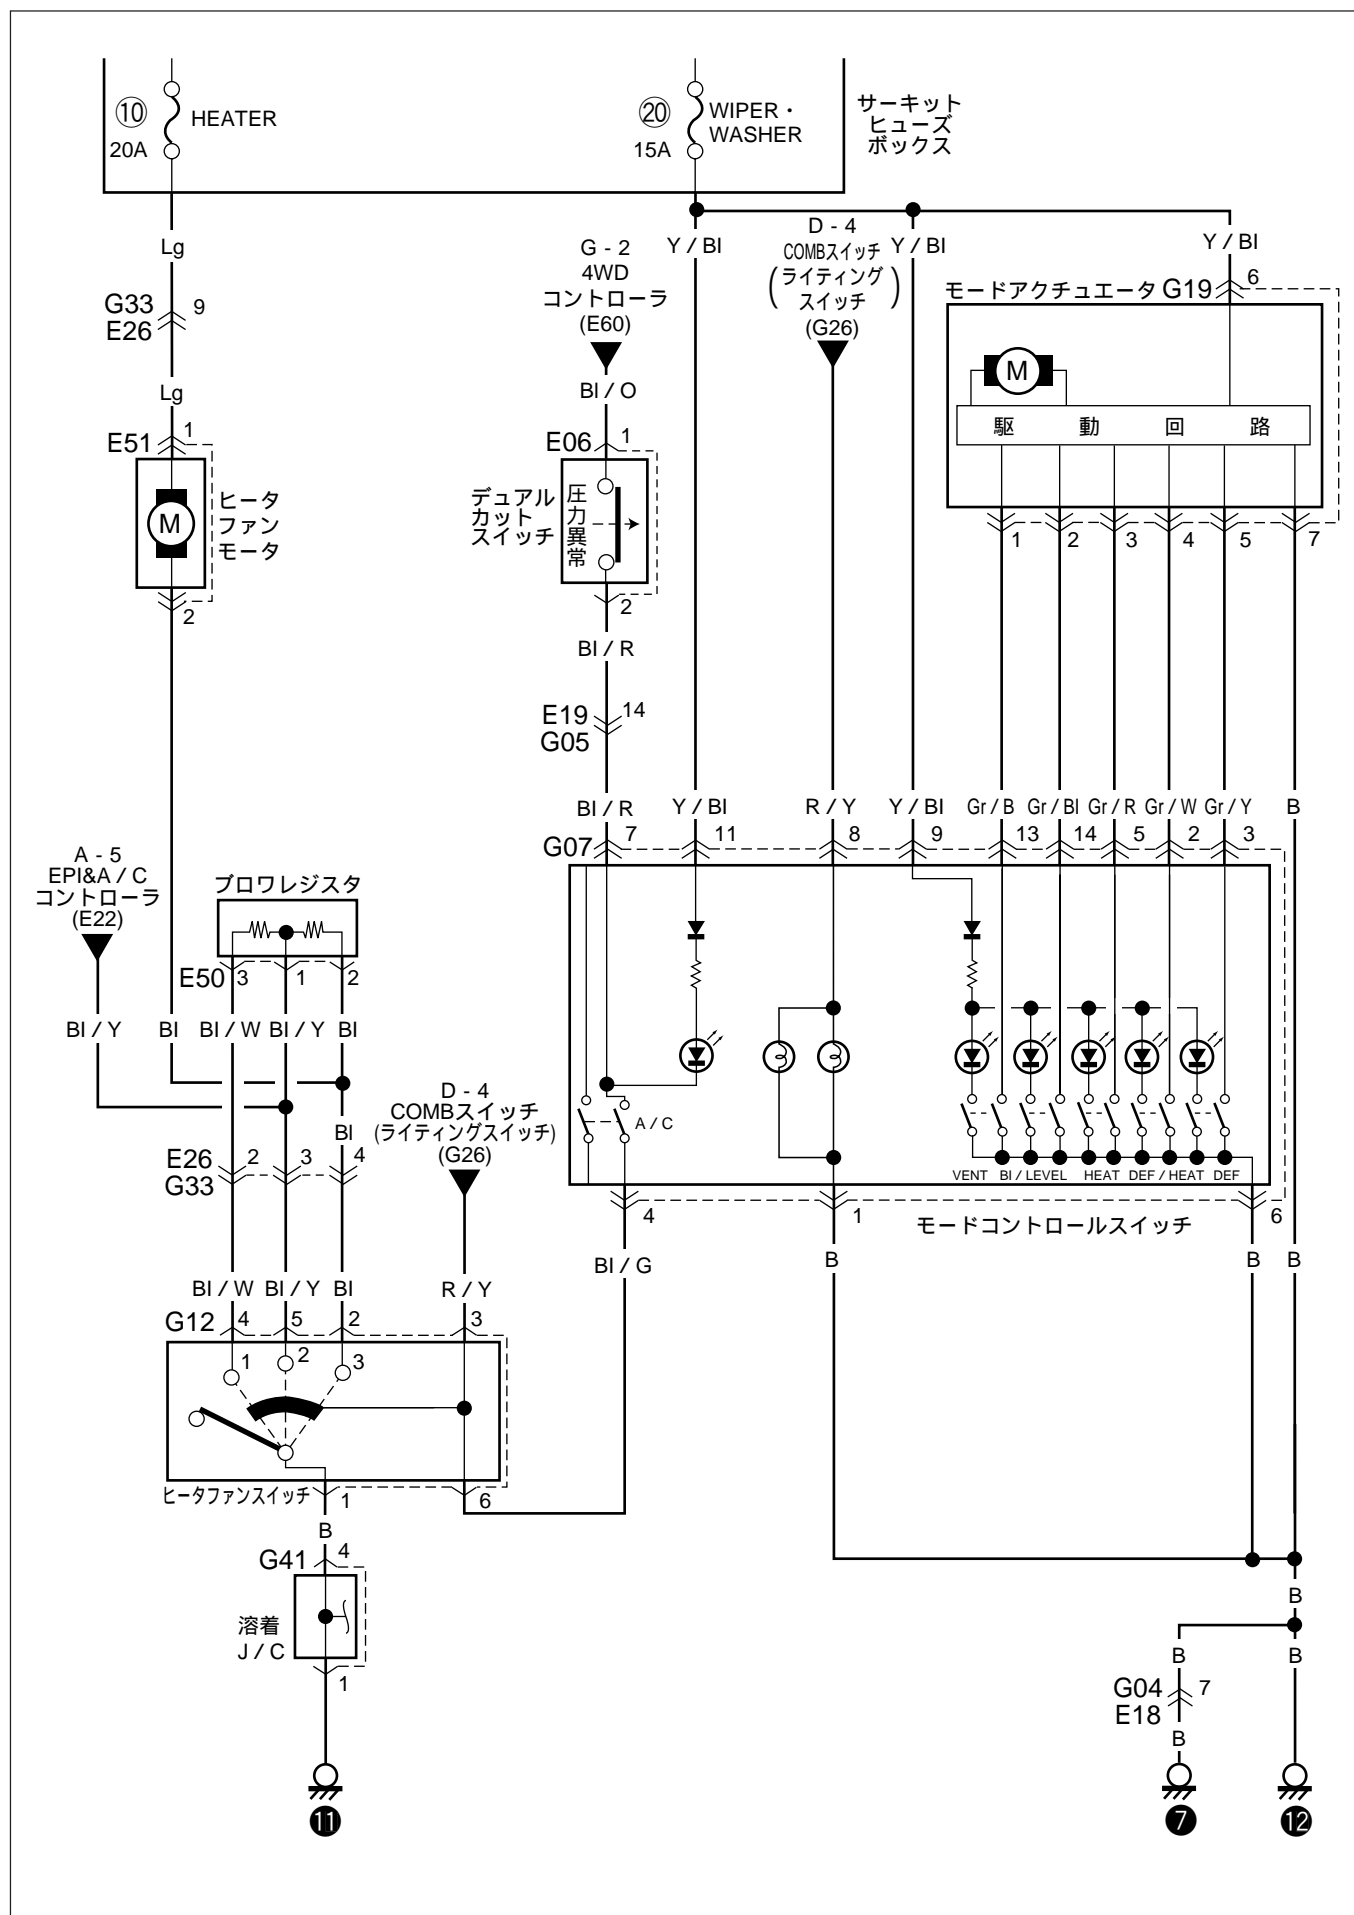 ⑩ HEATER
20A
⑳ WIPER・
WASHER
15A
サーキット
ヒューズ
ボックス
Lg
G33
E26
9
Lg
E51
1
M
ヒータ
ファン
モータ
2
G - 2
4WD
コントローラ
(E60)
Bl / O
E06
1
デュアル
カット
スイッチ
圧力異常
2
Bl / R
E19
G05
14
Y / Bl
D - 4
COMBスイッチ
(ライティング
スイッチ)
(G26)
Y / Bl
Y / Bl
モードアクチュエータ G19
6
M
駆動回路
1 2 3 4 5 7
Bl / R Y / Bl R / Y Y / Bl Gr / B Gr / Bl Gr / R Gr / W Gr / Y B
G07 7 11 8 9 13 14 5 2 3
A / C
VENT BI / LEVEL HEAT DEF / HEAT DEF
4 1 6
モードコントロールスイッチ
Bl / G B B B
A - 5
EPI&A / C
コントローラ
(E22)
ブロワレジスタ
E50 3 1 2
Bl / Y Bl Bl / W Bl / Y Bl
Bl
E26
G33
2 3 4
D - 4
COMBスイッチ
(ライティングスイッチ)
(G26)
Bl / W Bl / Y Bl R / Y
G12 4 5 2 3
1 2 3
ヒータファンスイッチ
1 6
B
G41 4
溶着
J / C
1
⓫
B
B B
G04
E18
7
B
❼ ⓬